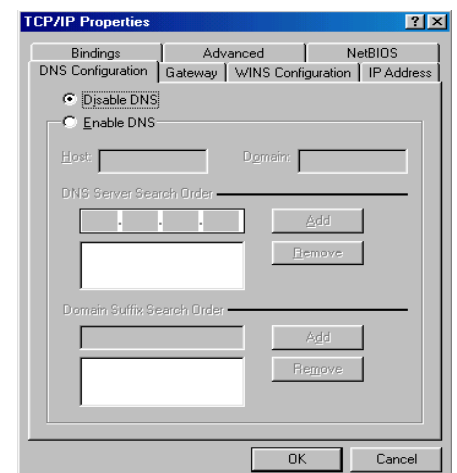 TCP/IP Properties ? X
Bindings Advanced NetBIOS
DNS Configuration Gateway WINS Configuration IP Address
Disable DNS
Enable DNS
Host: Domain:
DNS Server Search Order
. . . Add
Remove
Domain Suffix Search Order
Add
Remove
OK Cancel